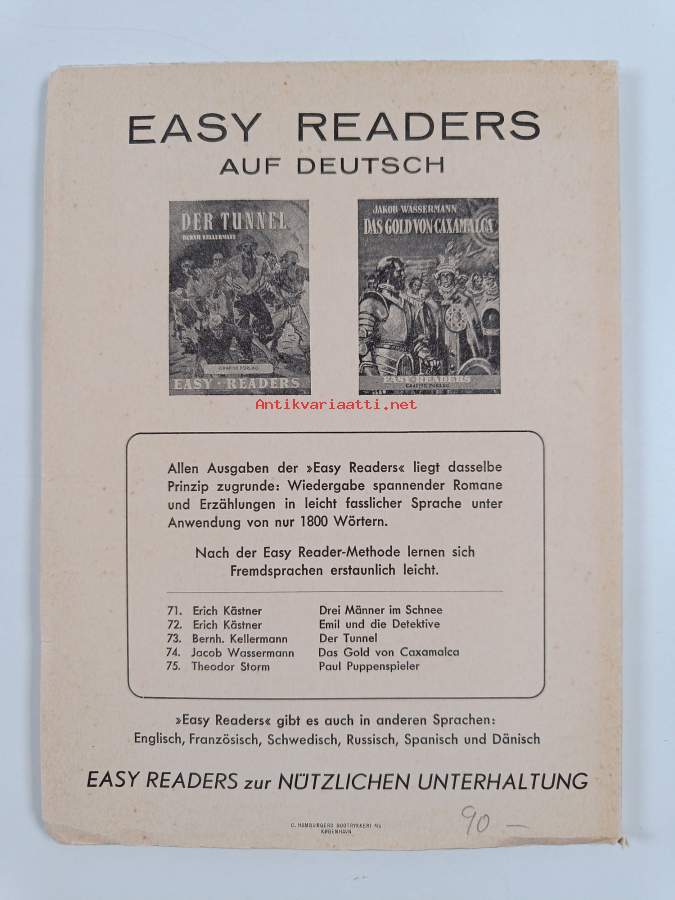 EASY READERS
AUF DEUTSCH
DER TUNNEL
BERNH. KELLERMANN
EASY • READERS
JAKOB WASSERMANN
DAS GOLD VON CAXAMALCA
EASY-READERS
GRAFISK FORLAG
Antikvariaatti.net
Allen Ausgaben der »Easy Readers« liegt dasselbe
Prinzip zugrunde: Wiedergabe spannender Romane
und Erzählungen in leicht fasslicher Sprache unter
Anwendung von nur 1800 Wörtern.
Nach der Easy Reader-Methode lernen sich
Fremdsprachen erstaunlich leicht.
71. Erich Kästner Drei Männer im Schnee
72. Erich Kästner Emil und die Detektive
73. Bernh. Kellermann Der Tunnel
74. Jacob Wassermann Das Gold von Caxamalca
75. Theodor Storm Paul Puppenspieler
»Easy Readers« gibt es auch in anderen Sprachen:
Englisch, Französisch, Schwedisch, Russisch, Spanisch und Dänisch
EASY READERS zur NÜTZLICHEN UNTERHALTUNG
C. HAMBURGERS BOGTRYKKERI A/S
KØBENHAVN
90 —